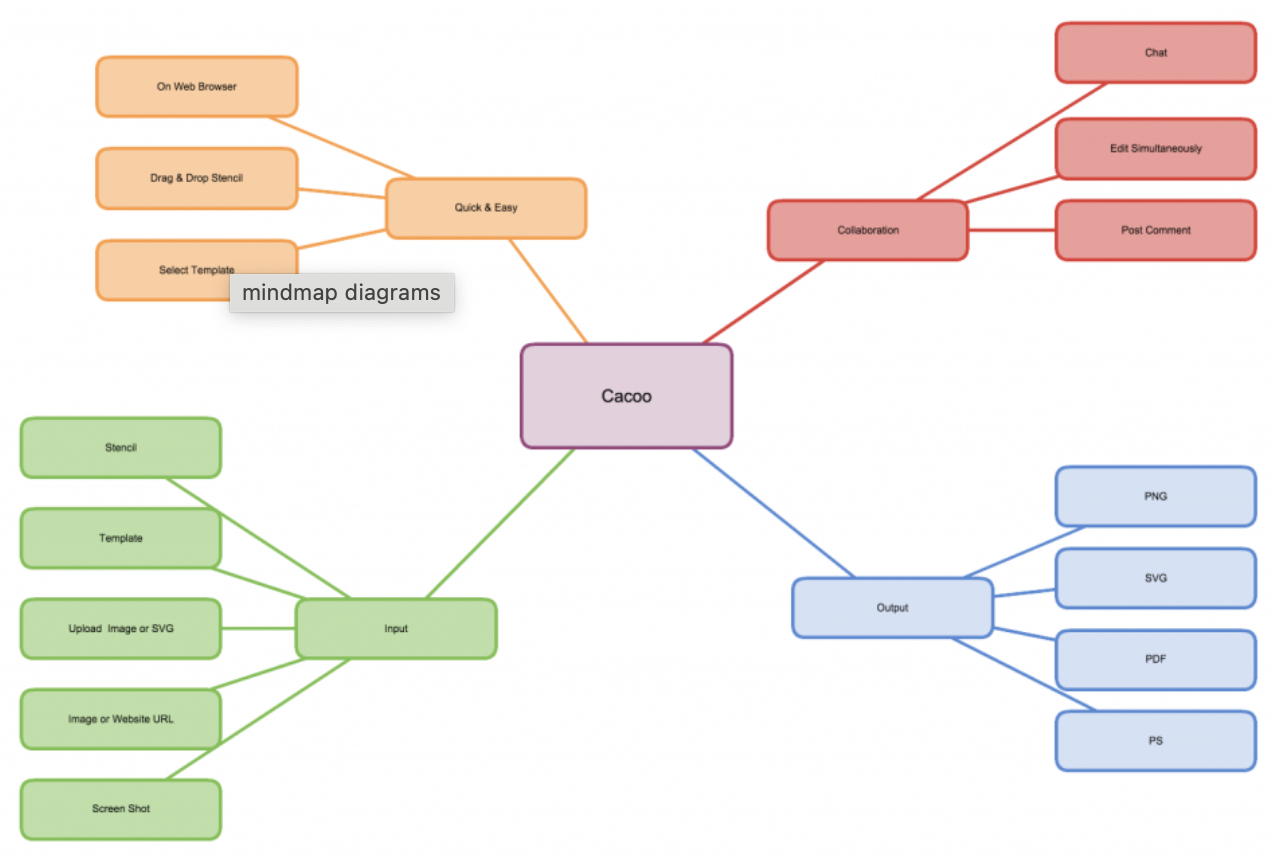 On Web Browser
Drag & Drop Stencil
Select Template
Quick & Easy
mindmap diagrams
Chat
Edit Simultaneously
Post Comment
Collaboration
Cacoo
Stencil
Template
Upload Image or SVG
Image or Website URL
Screen Shot
Input
Output
PNG
SVG
PDF
PS